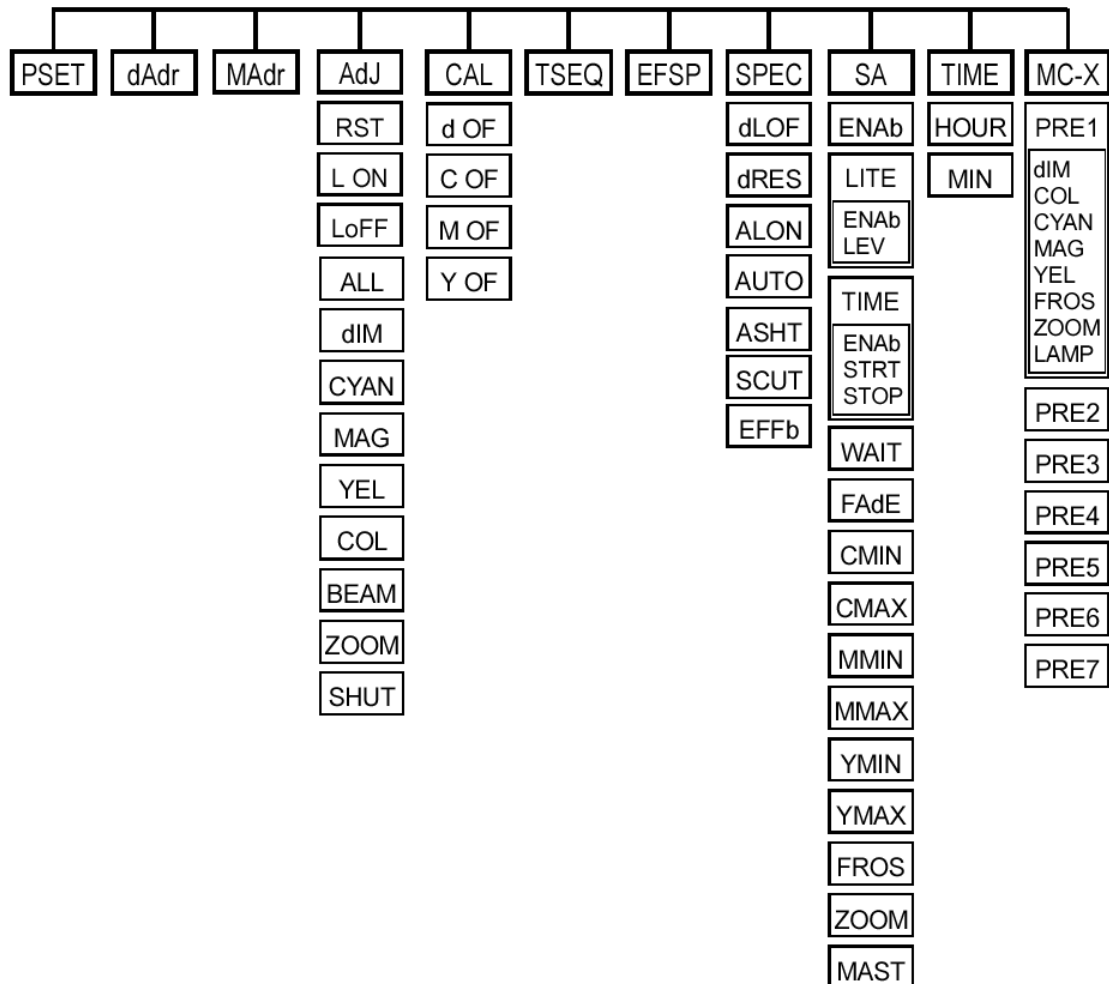 PSET
dAdr
MAdr
AdJ
RST
L ON
LoFF
ALL
dIM
CYAN
MAG
YEL
COL
BEAM
ZOOM
SHUT
CAL
d OF
C OF
M OF
Y OF
TSEQ
EFSP
SPEC
dLOF
dRES
ALON
AUTO
ASHT
SCUT
EFFb
SA
ENAb
LITE
ENAb
LEV
TIME
ENAb
STRT
STOP
WAIT
FAdE
CMIN
CMAX
MMIN
MMAX
YMIN
YMAX
FROS
ZOOM
MAST
TIME
HOUR
MIN
MC-X
PRE1
dIM
COL
CYAN
MAG
YEL
FROS
ZOOM
LAMP
PRE2
PRE3
PRE4
PRE5
PRE6
PRE7